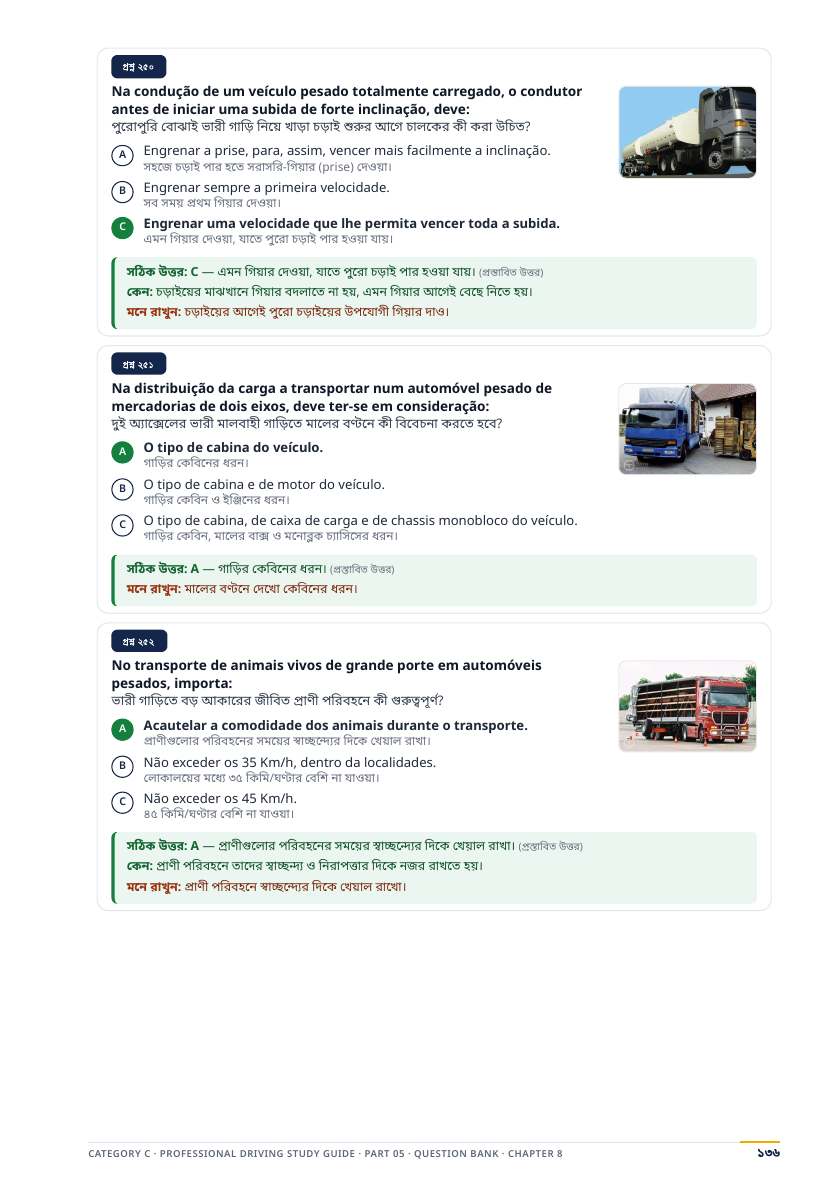 প্রশ্ন ২৫০
Na condução de um veículo pesado totalmente carregado, o condutor
antes de iniciar uma subida de forte inclinação, deve:
পুরোপুরি বোঝাই ভারী গাড়ি নিয়ে খাড়া চড়াই শুরুর আগে চালকের কী করা উচিত?
A Engrenar a prise, para, assim, vencer mais facilmente a inclinação.
সহজে চড়াই পার হতে সরাসরি-গিয়ার (prise) দেওয়া।
B Engrenar sempre a primeira velocidade.
সব সময় প্রথম গিয়ার দেওয়া।
C Engrenar uma velocidade que lhe permita vencer toda a subida.
এমন গিয়ার দেওয়া, যাতে পুরো চড়াই পার হওয়া যায়।
সঠিক উত্তর: C — এমন গিয়ার দেওয়া, যাতে পুরো চড়াই পার হওয়া যায়। (প্রস্তাবিত উত্তর)
কেন: চড়াইয়ের মাঝখানে গিয়ার বদলাতে না হয়, এমন গিয়ার আগেই বেছে নিতে হয়।
মনে রাখুন: চড়াইয়ের আগেই পুরো চড়াইয়ের উপযোগী গিয়ার দাও।
প্রশ্ন ২৫১
Na distribuição da carga a transportar num automóvel pesado de
mercadorias de dois eixos, deve ter-se em consideração:
দুই অ্যাক্সেলের ভারী মালবাহী গাড়িতে মালের বণ্টনে কী বিবেচনা করতে হবে?
A O tipo de cabina do veículo.
গাড়ির কেবিনের ধরন।
B O tipo de cabina e de motor do veículo.
গাড়ির কেবিন ও ইঞ্জিনের ধরন।
C O tipo de cabina, de caixa de carga e de chassis monobloco do veículo.
গাড়ির কেবিন, মালের বাক্স ও মনোব্লক চ্যাসিসের ধরন।
সঠিক উত্তর: A — গাড়ির কেবিনের ধরন। (প্রস্তাবিত উত্তর)
মনে রাখুন: মালের বণ্টনে দেখো কেবিনের ধরন।
প্রশ্ন ২৫২
No transporte de animais vivos de grande porte em automóveis
pesados, importa:
ভারী গাড়িতে বড় আকারের জীবিত প্রাণী পরিবহনে কী গুরুত্বপূর্ণ?
A Acautelar a comodidade dos animais durante o transporte.
প্রাণীগুলোর পরিবহনের সময়ের স্বাচ্ছন্দ্যের দিকে খেয়াল রাখা।
B Não exceder os 35 Km/h, dentro da localidades.
লোকালয়ের মধ্যে ৩৫ কিমি/ঘণ্টার বেশি না যাওয়া।
C Não exceder os 45 Km/h.
৪৫ কিমি/ঘণ্টার বেশি না যাওয়া।
সঠিক উত্তর: A — প্রাণীগুলোর পরিবহনের সময়ের স্বাচ্ছন্দ্যের দিকে খেয়াল রাখা। (প্রস্তাবিত উত্তর)
কেন: প্রাণী পরিবহনে তাদের স্বাচ্ছন্দ্য ও নিরাপত্তার দিকে নজর রাখতে হয়।
মনে রাখুন: প্রাণী পরিবহনে স্বাচ্ছন্দ্যের দিকে খেয়াল রাখো।
CATEGORY C · PROFESSIONAL DRIVING STUDY GUIDE · PART 05 · QUESTION BANK · CHAPTER 8
১৩৬